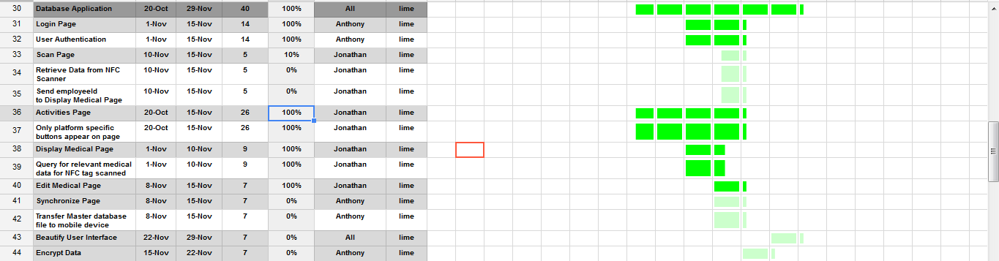 30 Database Application 20-Oct 29-Nov 40 100% All lime
31 Login Page 1-Nov 15-Nov 14 100% Anthony lime
32 User Authentication 1-Nov 15-Nov 14 100% Anthony lime
33 Scan Page 10-Nov 15-Nov 5 10% Jonathan lime
34 Retrieve Data from NFC 10-Nov 15-Nov 5 0% Jonathan lime
Scanner
35 Send employeeId 10-Nov 15-Nov 5 0% Jonathan lime
to Display Medical Page
36 Activities Page 20-Oct 15-Nov 26 100% Jonathan lime
37 Only platform specific 20-Oct 15-Nov 26 100% Jonathan lime
buttons appear on page
38 Display Medical Page 1-Nov 10-Nov 9 100% Jonathan lime
39 Query for relevant medical 1-Nov 10-Nov 9 100% Jonathan lime
data for NFC tag scanned
40 Edit Medical Page 8-Nov 15-Nov 7 100% Jonathan lime
41 Synchronize Page 8-Nov 15-Nov 7 0% Anthony lime
42 Transfer Master database 8-Nov 15-Nov 7 0% Anthony lime
file to mobile device
43 Beautify User Interface 22-Nov 29-Nov 7 0% All lime
44 Encrypt Data 15-Nov 22-Nov 7 0% Anthony lime